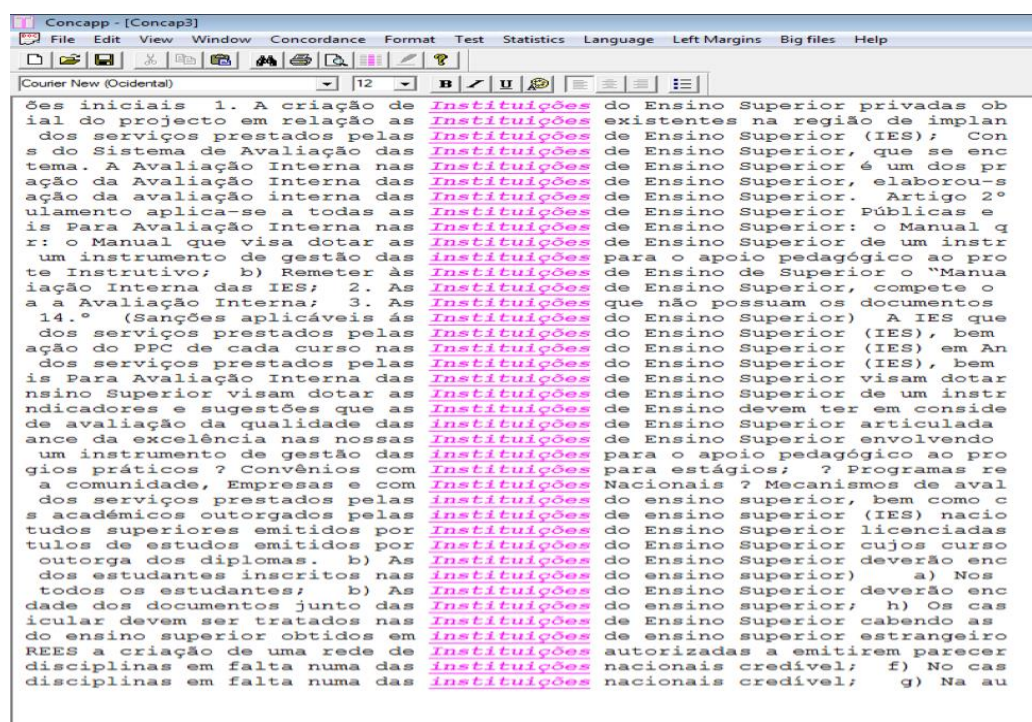 Concapp - [Concap3]
File Edit View Window Concordance Format Test Statistics Language Left Margins Big files Help
Courier New (Ocidental) 12 B U
ões iniciais 1. A criação de Instituições do Ensino Superior privadas ob
ial do projecto em relação as Instituições existentes na região de implan
dos serviços prestados pelas Instituições de Ensino Superior (IES); Con
s do Sistema de Avaliação das Instituições de Ensino Superior, que se enc
tema. A Avaliação Interna nas Instituições de Ensino Superior é um dos pr
ação da Avaliação Interna das Instituições de Ensino Superior, elaborou-s
ação da avaliação interna das Instituições de Ensino Superior. Artigo 2º
ulamento aplica-se a todas as Instituições de Ensino Superior Públicas e
is Para Avaliação Interna nas Instituições de Ensino Superior: o Manual q
r: o Manual que visa dotar as Instituições de Ensino Superior de um instr
um instrumento de gestão das instituições para o apoio pedagógico ao pro
te Instrutivo; b) Remeter às Instituições de Ensino de Superior o “Manua
iação Interna das IES; 2. As Instituições de Ensino Superior, compete o
a a Avaliação Interna; 3. As Instituições que não possuam os documentos
14.º (Sanções aplicáveis ás Instituições do Ensino Superior) A IES que
dos serviços prestados pelas Instituições do Ensino Superior (IES), bem
ação do PPC de cada curso nas Instituições do Ensino Superior (IES) em An
dos serviços prestados pelas Instituições do Ensino Superior (IES), bem
is Para Avaliação Interna das Instituições de Ensino Superior visam dotar
nsino Superior visam dotar as Instituições de Ensino Superior de um instr
ndicadores e sugestões que as Instituições de Ensino devem ter em conside
de avaliação da qualidade das instituições de Ensino Superior articulada
ance da excelência nas nossas Instituições de Ensino Superior envolvendo
um instrumento de gestão das instituições para o apoio pedagógico ao pro
gios práticos ? Convênios com instituições para estágios; ? Programas re
a comunidade, Empresas e com Instituições Nacionais ? Mecanismos de aval
dos serviços prestados pelas instituições do ensino superior, bem como c
s académicos outorgados pelas instituições de ensino superior (IES) nacio
tudos superiores emitidos por Instituições do Ensino Superior licenciadas
tulos de estudos emitidos por Instituições do Ensino Superior cujos curso
outorga dos diplomas. b) As Instituições do Ensino Superior deverão enc
dos estudantes inscritos nas instituições do ensino superior) a) Nos
todos os estudantes; b) As Instituições do Ensino Superior deverão enc
dade dos documentos junto das instituições do ensino superior; h) Os cas
icular devem ser tratados nas Instituições de Ensino Superior cabendo as
do ensino superior obtidos em instituições de ensino superior estrangeiro
REES a criação de uma rede de Instituições autorizadas a emitirem parecer
disciplinas em falta numa das instituições nacionais credível; f) No cas
disciplinas em falta numa das instituições nacionais credível; g) Na au